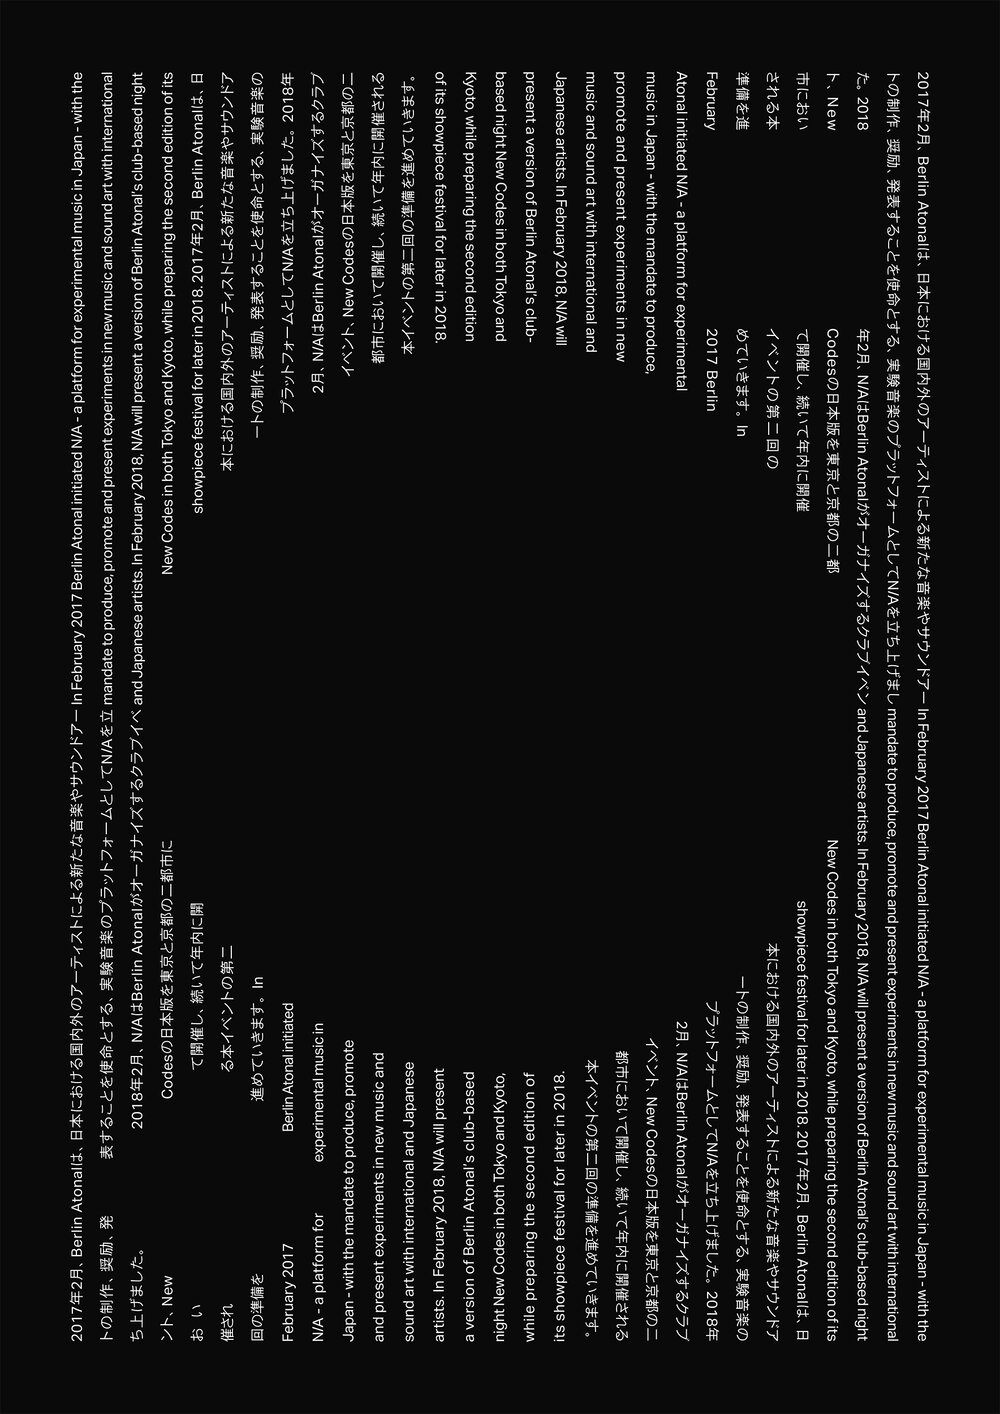 2017年2月、Berlin Atonalは、日本における国内外のアーティストによる新たな音楽やサウンドアー In February 2017 Berlin Atonal initiated N/A - a platform for experimental music in Japan - with the
トの制作、奨励、発 表することを使命とする、実験音楽のプラットフォームとしてN/Aを立 mandate to produce, promote and present experiments in new music and sound art with international
ち上げました。 2018年2月、N/AはBerlin Atonalがオーガナイズするクラブイベ and Japanese artists. In February 2018, N/A will present a version of Berlin Atonal's club-based night
ント、New Codesの日本版を東京と京都の二都市に New Codes in both Tokyo and Kyoto, while preparing the second edition of its
おい て開催し、続いて年内に開 showpiece festival for later in 2018. 2017年2月、Berlin Atonalは、日
催され る本イベントの第二 本における国内外のアーティストによる新たな音楽やサウンドア
回の準備を 進めていきます。In ートの制作、奨励、発表することを使命とする、実験音楽の
February 2017 Berlin Atonal initiated プラットフォームとしてN/Aを立ち上げました。2018年
N/A - a platform for experimental music in 2月、N/AはBerlin Atonalがオーガナイズするクラブ
Japan - with the mandate to produce, promote イベント、New Codesの日本版を東京と京都の二
and present experiments in new music and 都市において開催し、続いて年内に開催される
sound art with international and Japanese 本イベントの第二回の準備を進めていきます。
artists. In February 2018, N/A will present
a version of Berlin Atonal's club-based
night New Codes in both Tokyo and Kyoto,
while preparing the second edition of
its showpiece festival for later in 2018.
2017年2月、Berlin Atonalは、日本における国内外のアーティストによる新たな音楽やサウンドアー In February 2017 Berlin Atonal initiated N/A - a platform for experimental music in Japan - with the
トの制作、奨励、発表することを使命とする、実験音楽のプラットフォームとしてN/Aを立ち上げまし mandate to produce, promote and present experiments in new music and sound art with international
た。2018 年2月、N/AはBerlin Atonalがオーガナイズするクラブイベン and Japanese artists. In February 2018, N/A will present a version of Berlin Atonal's club-based night
ト、New Codesの日本版を東京と京都の二都 New Codes in both Tokyo and Kyoto, while preparing the second edition of its
市におい て開催し、続いて年内に開催 showpiece festival for later in 2018. 2017年2月、Berlin Atonalは、日
される本 イベントの第二回の 本における国内外のアーティストによる新たな音楽やサウンドア
準備を進 めていきます。In ートの制作、奨励、発表することを使命とする、実験音楽の
February 2017 Berlin プラットフォームとしてN/Aを立ち上げました。2018年
Atonal initiated N/A - a platform for experimental 2月、N/AはBerlin Atonalがオーガナイズするクラブ
music in Japan - with the mandate to produce, イベント、New Codesの日本版を東京と京都の二
promote and present experiments in new 都市において開催し、続いて年内に開催される
music and sound art with international and 本イベントの第二回の準備を進めていきます。
Japanese artists. In February 2018, N/A will
present a version of Berlin Atonal's club-
based night New Codes in both Tokyo and
Kyoto, while preparing the second edition
of its showpiece festival for later in 2018.